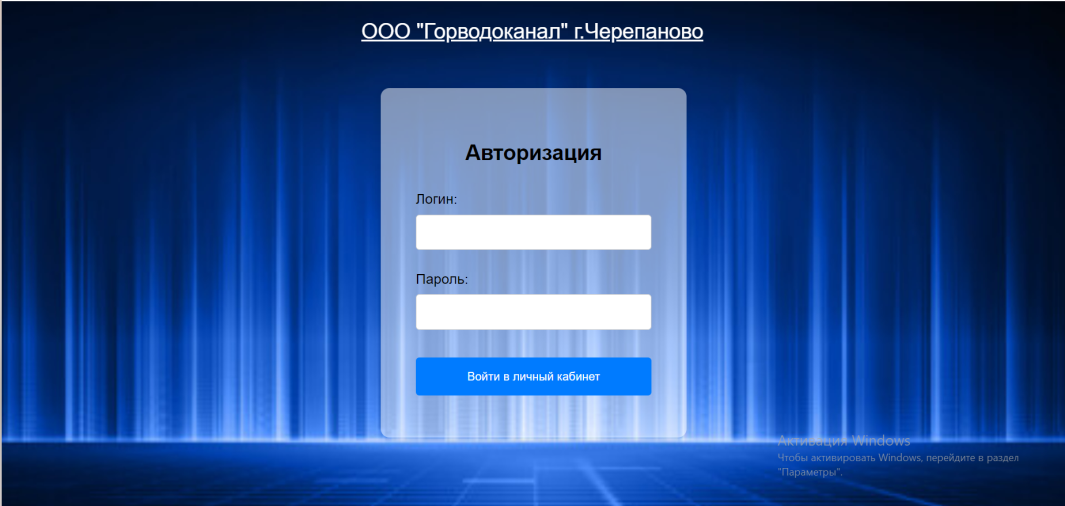 ООО "Горводоканал" г.Черепаново
Авторизация
Логин:
Пароль:
Войти в личный кабинет
Активация Windows
Чтобы активировать Windows, перейдите в раздел
"Параметры".